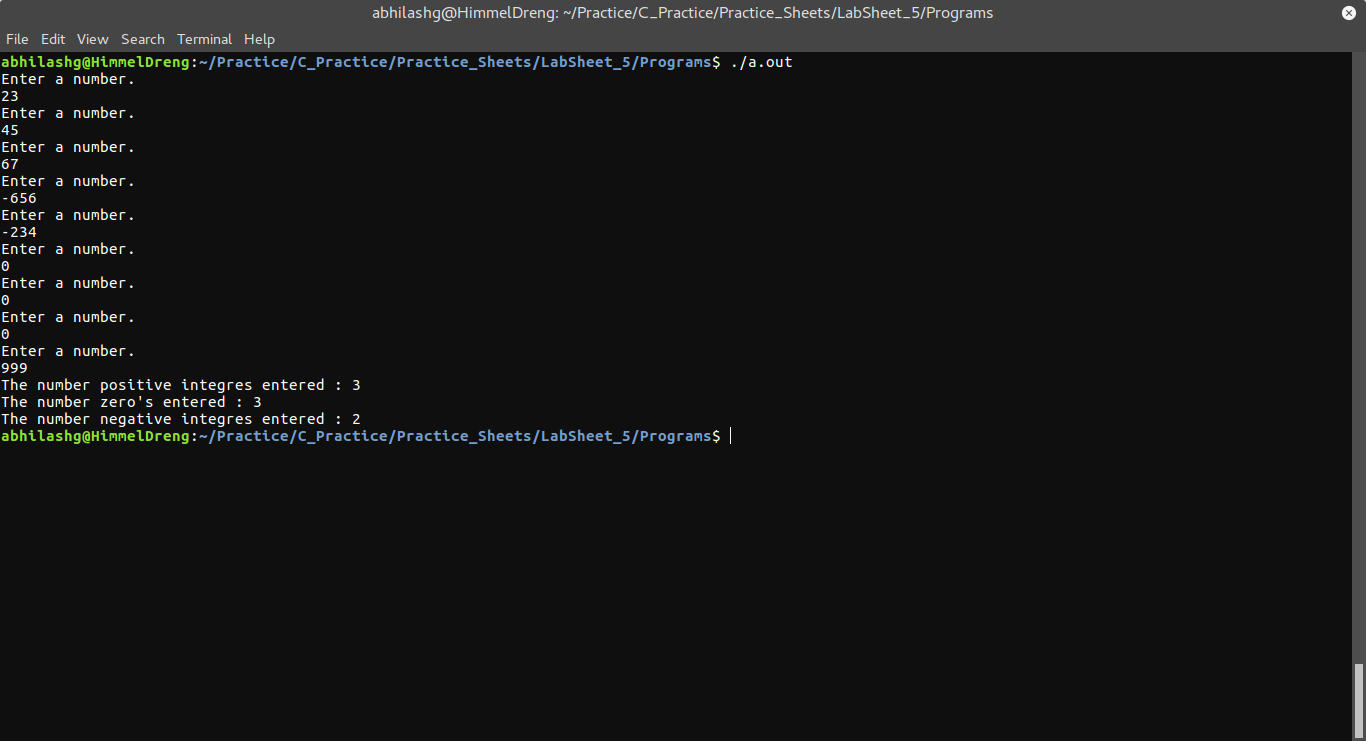 abhilashg@HimmelDreng: ~/Practice/C_Practice/Practice_Sheets/LabSheet_5/Programs
File Edit View Search Terminal Help
abhilashg@HimmelDreng:~/Practice/C_Practice/Practice_Sheets/LabSheet_5/Programs$ ./a.out
Enter a number.
23
Enter a number.
45
Enter a number.
67
Enter a number.
-656
Enter a number.
-234
Enter a number.
0
Enter a number.
0
Enter a number.
0
Enter a number.
999
The number positive integres entered : 3
The number zero's entered : 3
The number negative integres entered : 2
abhilashg@HimmelDreng:~/Practice/C_Practice/Practice_Sheets/LabSheet_5/Programs$